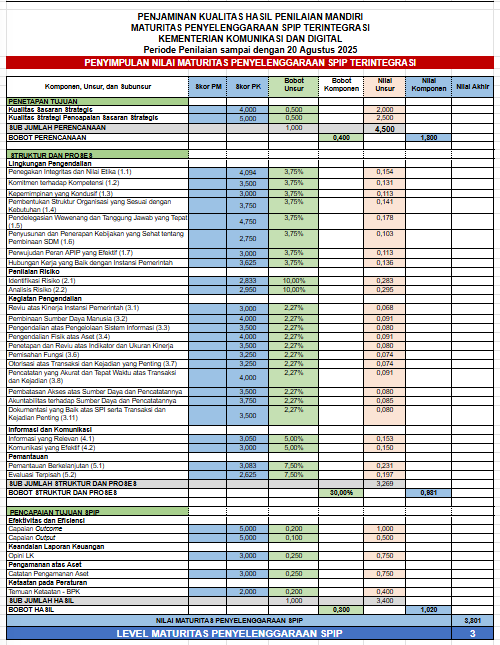 PENJAMINAN KUALITAS HASIL PENILAIAN MANDIRI
MATURITAS PENYELENGGARAAN SPIP TERINTEGRASI
KEMENTERIAN KOMUNIKASI DAN DIGITAL
Periode Penilaian sampai dengan 20 Agustus 2025
PENYIMPULAN NILAI MATURITAS PENYELENGGARAAN SPIP TERINTEGRASI
Komponen, Unsur, dan Subunsur Skor PM Skor PK Bobot Unsur Bobot Komponen Nilai Unsur Nilai Komponen Nilai Akhir
PENETAPAN TUJUAN
Kualitas Sasaran Strategis 4,000 0,500 2,000
Kualitas Strategi Pencapaian Sasaran Strategis 5,000 0,500 2,500
SUB JUMLAH PERENCANAAN 1,000 4,500
BOBOT PERENCANAAN 0,400 1,800
STRUKTUR DAN PROSES
Lingkungan Pengendalian
Penegakan Integritas dan Nilai Etika (1.1) 4,094 3,75% 0,154
Komitmen terhadap Kompetensi (1.2) 3,500 3,75% 0,131
Kepemimpinan yang Kondusif (1.3) 3,000 3,75% 0,113
Pembentukan Struktur Organisasi yang Sesuai dengan Kebutuhan (1.4) 3,750 3,75% 0,141
Pendelegasian Wewenang dan Tanggung Jawab yang Tepat (1.5) 4,750 3,75% 0,178
Penyusunan dan Penerapan Kebijakan yang Sehat tentang Pembinaan SDM (1.6) 2,750 3,75% 0,103
Perwujudan Peran APIP yang Efektif (1.7) 3,000 3,75% 0,113
Hubungan Kerja yang Baik dengan Instansi Pemerintah 3,625 3,75% 0,136
Penilaian Risiko
Identifikasi Risiko (2.1) 2,833 10,00% 0,283
Analisis Risiko (2.2) 2,950 10,00% 0,295
Kegiatan Pengendalian
Reviu atas Kinerja Instansi Pemerintah (3.1) 3,000 2,27% 0,068
Pembinaan Sumber Daya Manusia (3.2) 4,000 2,27% 0,091
Pengendalian atas Pengelolaan Sistem Informasi (3.3) 3,500 2,27% 0,080
Pengendalian Fisik atas Aset (3.4) 4,000 2,27% 0,091
Penetapan dan Reviu atas Indikator dan Ukuran Kinerja 3,500 2,27% 0,080
Pemisahan Fungsi (3.6) 3,250 2,27% 0,074
Otorisasi atas Transaksi dan Kejadian yang Penting (3.7) 3,250 2,27% 0,074
Pencatatan yang Akurat dan Tepat Waktu atas Transaksi dan Kejadian (3.8) 4,000 2,27% 0,091
Pembatasan Akses atas Sumber Daya dan Pencatatannya 3,500 2,27% 0,080
Akuntabilitas terhadap Sumber Daya dan Pencatatannya 3,750 2,27% 0,085
Dokumentasi yang Baik atas SPI serta Transaksi dan Kejadian Penting (3.11) 3,500 2,27% 0,080
Informasi dan Komunikasi
Informasi yang Relevan (4.1) 3,050 5,00% 0,153
Komunikasi yang Efektif (4.2) 3,000 5,00% 0,150
Pemantauan
Pemantauan Berkelanjutan (5.1) 3,083 7,50% 0,231
Evaluasi Terpisah (5.2) 2,625 7,50% 0,197
SUB JUMLAH STRUKTUR DAN PROSES 3,269
BOBOT STRUKTUR DAN PROSES 30,00% 0,981
PENCAPAIAN TUJUAN SPIP
Efektivitas dan Efisiensi
Capaian Outcome 5,000 0,200 1,000
Capaian Output 5,000 0,100 0,500
Keandalan Laporan Keuangan
Opini LK 3,000 0,250 0,750
Pengamanan atas Aset
Catatan Pengamanan Aset 3,000 0,250 0,750
Ketaatan pada Peraturan
Temuan Ketaatan - BPK 2,000 0,200 0,400
SUB JUMLAH HASIL 1,000 3,400
BOBOT HASIL 0,300 1,020
NILAI MATURITAS PENYELENGGARAAN SPIP 3,801
LEVEL MATURITAS PENYELENGGARAAN SPIP 3